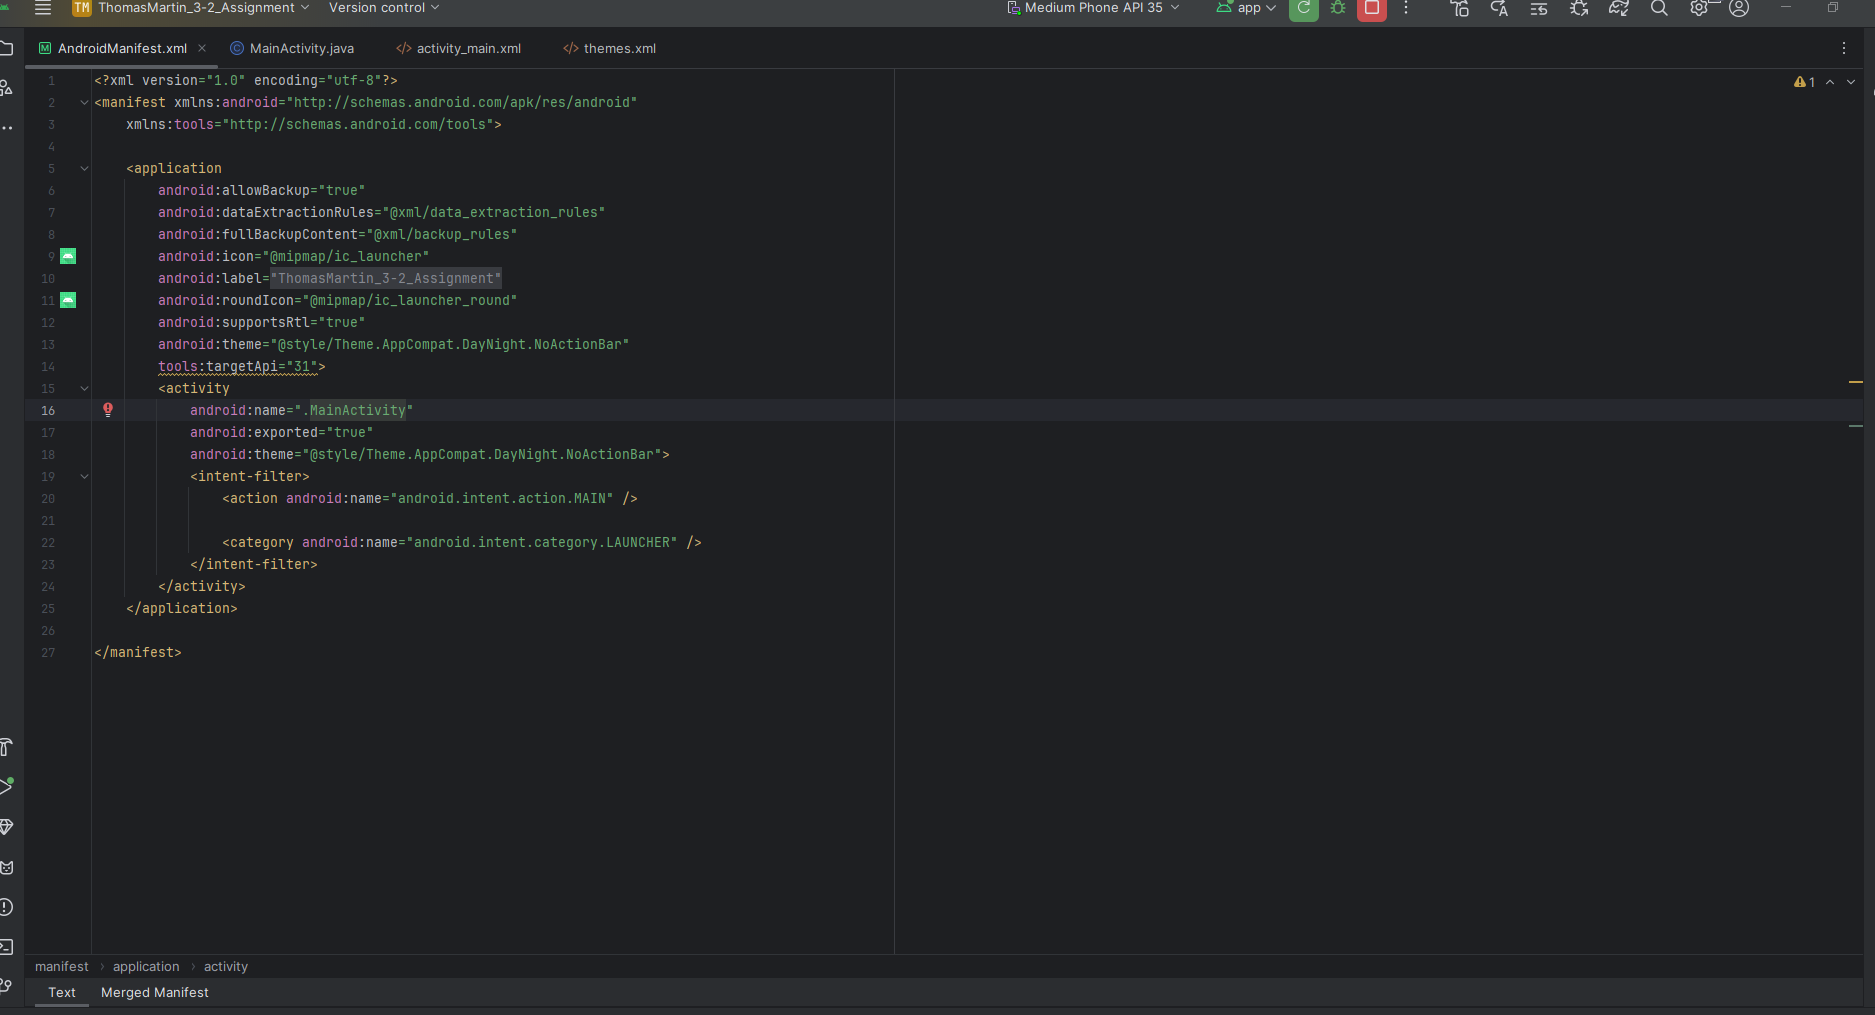 TM ThomasMartin_3-2_Assignment Version control Medium Phone API 35 app
AndroidManifest.xml MainActivity.java activity_main.xml themes.xml
1 <?xml version="1.0" encoding="utf-8"?> 1
2 <manifest xmlns:android="http://schemas.android.com/apk/res/android"
3 xmlns:tools="http://schemas.android.com/tools">
4
5 <application
6 android:allowBackup="true"
7 android:dataExtractionRules="@xml/data_extraction_rules"
8 android:fullBackupContent="@xml/backup_rules"
9 android:icon="@mipmap/ic_launcher"
10 android:label="ThomasMartin_3-2_Assignment"
11 android:roundIcon="@mipmap/ic_launcher_round"
12 android:supportsRtl="true"
13 android:theme="@style/Theme.AppCompat.DayNight.NoActionBar"
14 tools:targetApi="31">
15 <activity
16 android:name=".MainActivity"
17 android:exported="true"
18 android:theme="@style/Theme.AppCompat.DayNight.NoActionBar">
19 <intent-filter>
20 <action android:name="android.intent.action.MAIN" />
21
22 <category android:name="android.intent.category.LAUNCHER" />
23 </intent-filter>
24 </activity>
25 </application>
26
27 </manifest>
manifest › application › activity
Text Merged Manifest